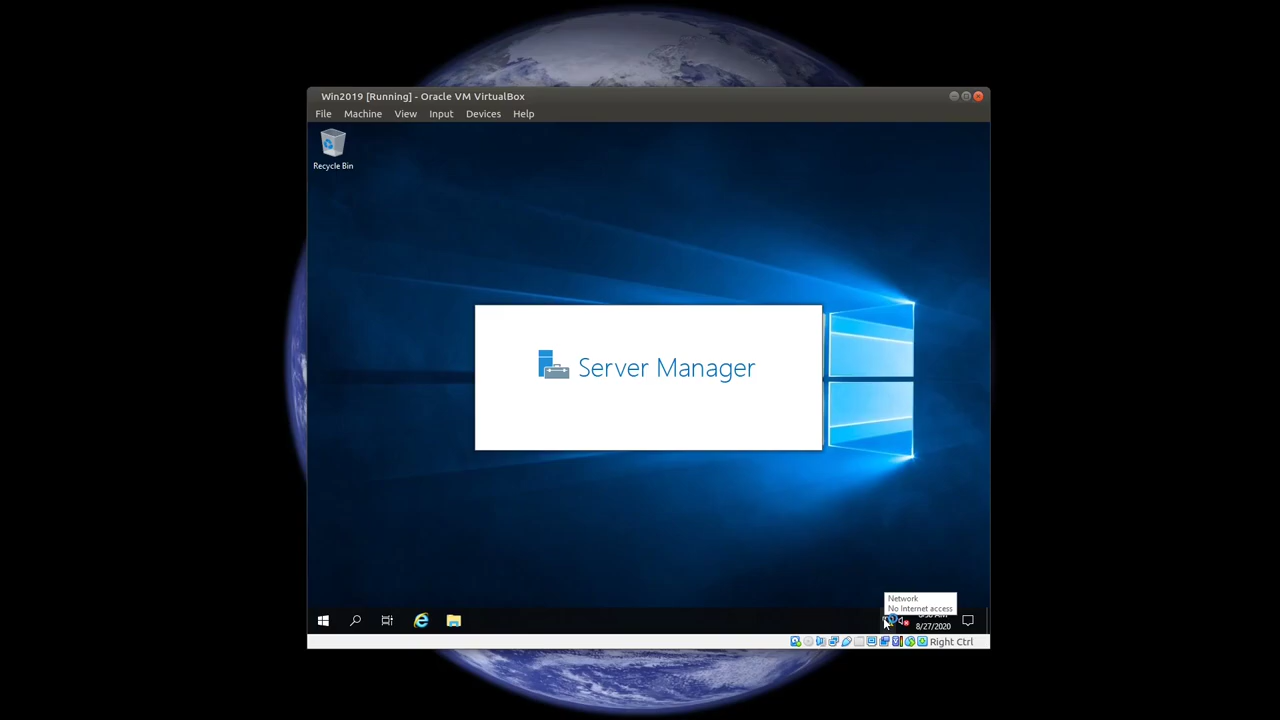 Win2019 [Running] - Oracle VM VirtualBox
File Machine View Input Devices Help
Recycle Bin
Server Manager
Network
No Internet access
8/27/2020
Right Ctrl